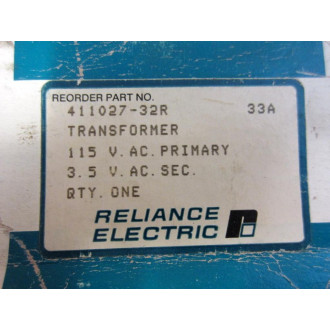 REORDER PART NO.
411027-32R 33A
TRANSFORMER
115 V.AC.PRIMARY
3.5 V.AC.SEC.
QTY.ONE
RELIANCE
ELECTRIC